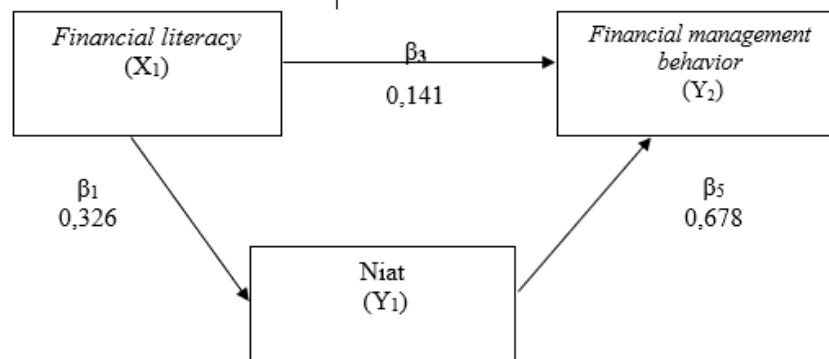 Financial literacy
(X₁)
β₃
0,141
Financial management
behavior
(Y₂)
β₁
0,326
β₅
0,678
Niat
(Y₁)